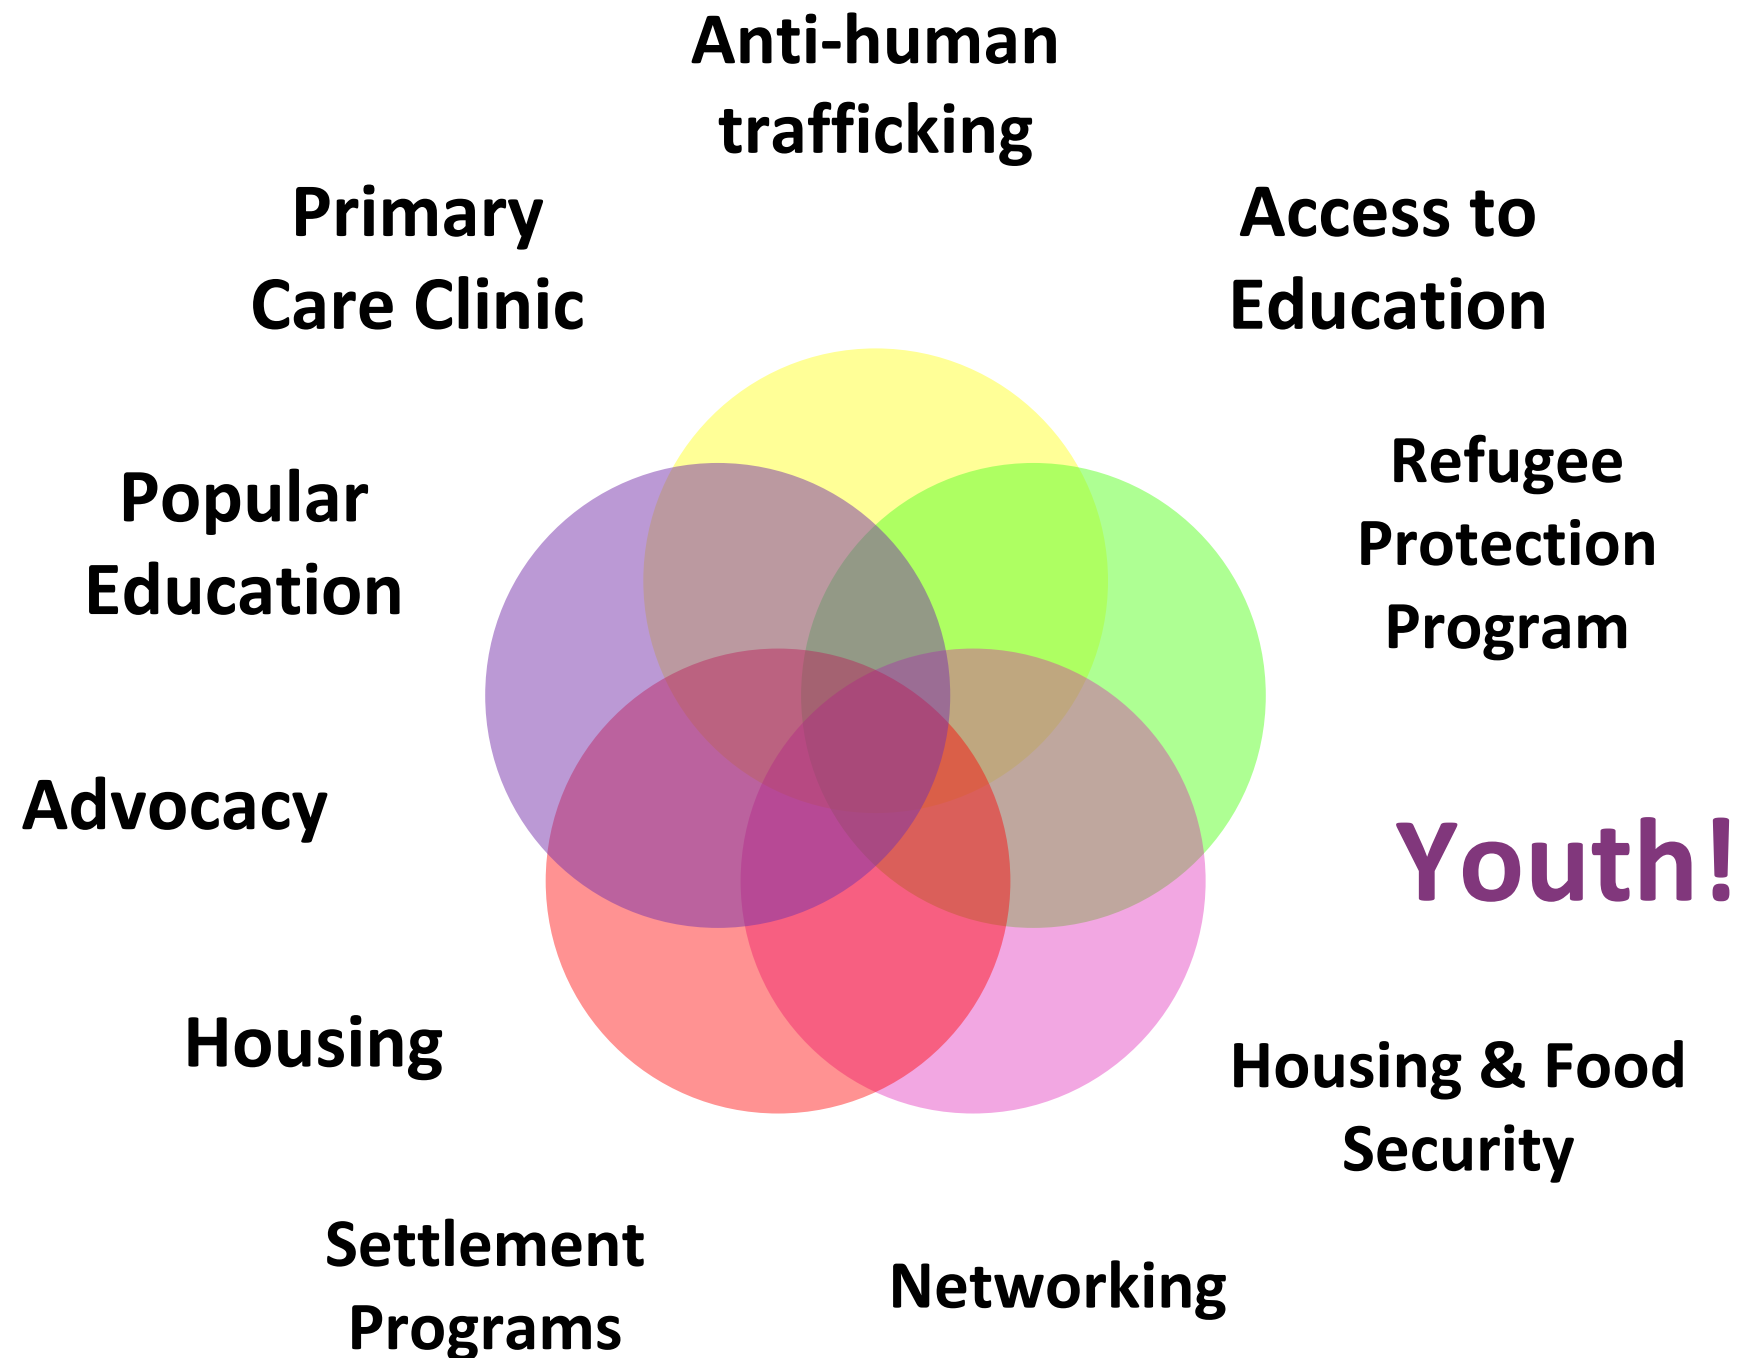 Anti-human
trafficking
Primary
Care Clinic
Access to
Education
Refugee
Protection
Program
Popular
Education
Advocacy
Youth!
Housing
Housing & Food
Security
Settlement
Programs
Networking